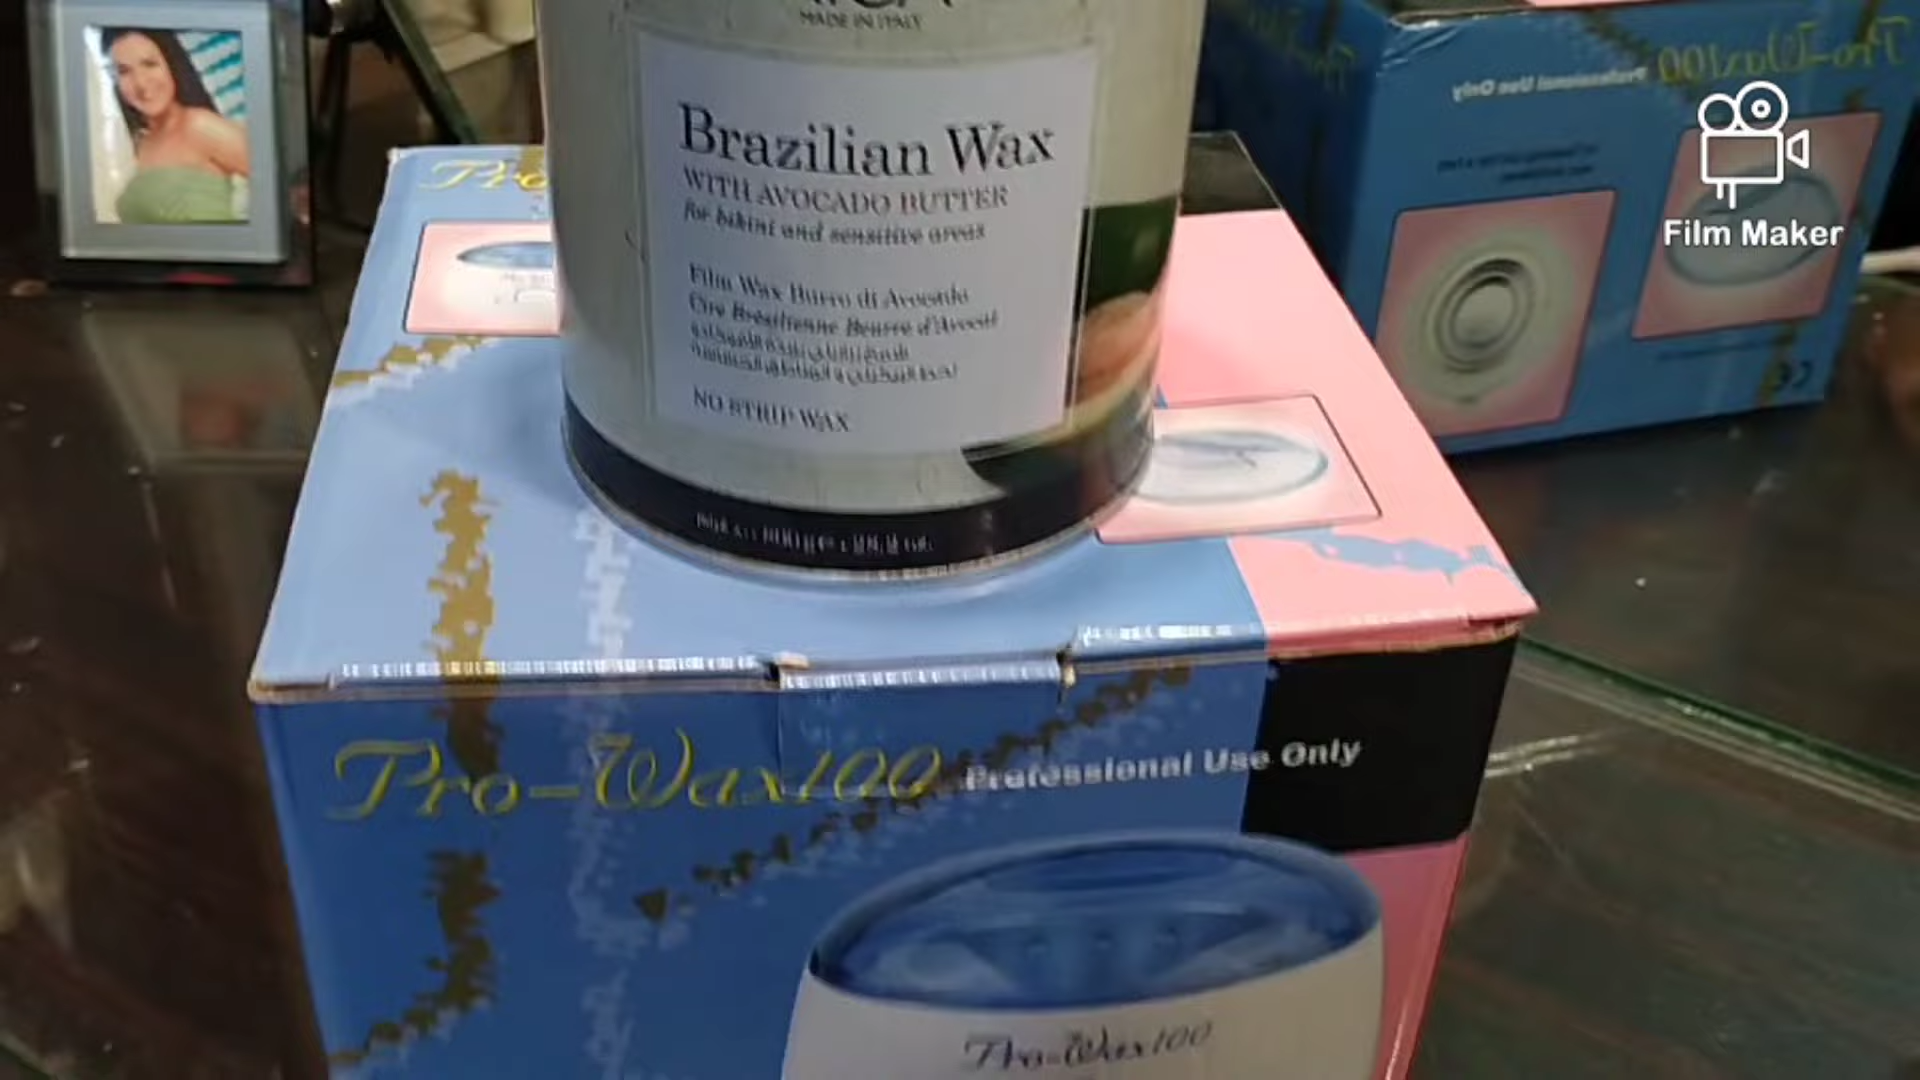 MADE IN ITALY
Brazilian Wax
WITH AVOCADO BUTTER
for bikini and sensitive areas
Film Wax Burro di Avocado
Cire Brésilienne Beurre d'Avocat
NO STRIP WAX
Pro-Wax100 Professional Use Only
Pro-Wax100
Pro-Wax100
Professional Use Only
Film Maker